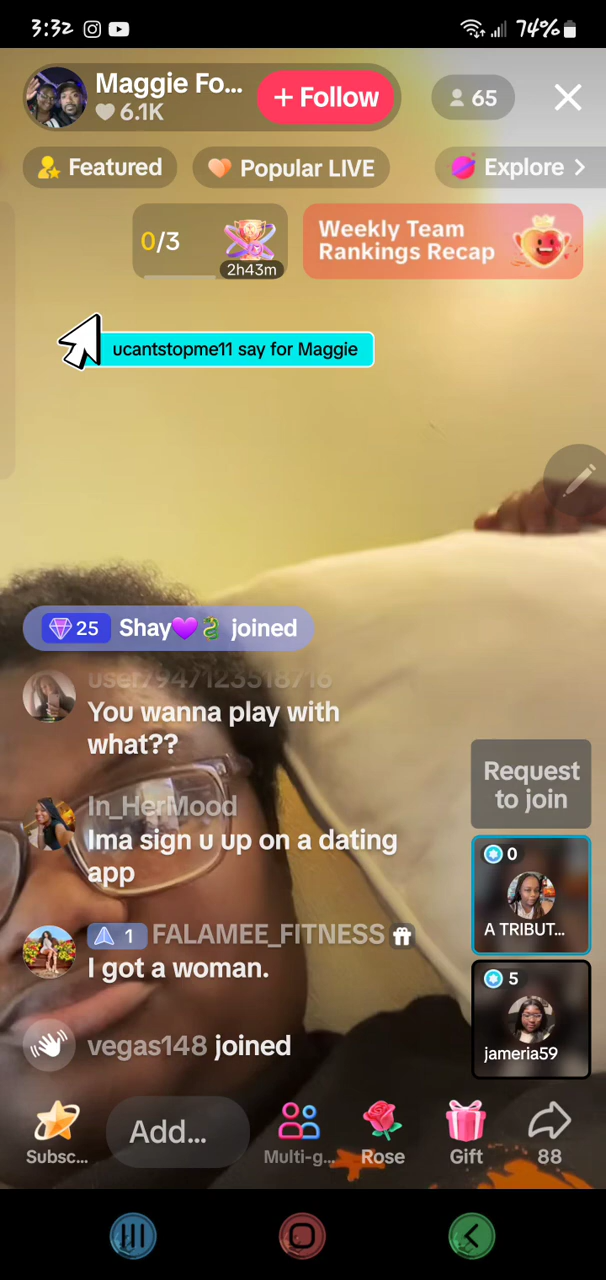 3:32
74%
Maggie Fo...
6.1K
+ Follow
65
Featured
Popular LIVE
Explore >
0/3
2h43m
Weekly Team
Rankings Recap
ucantstopme11 say for Maggie
25 Shay💜🐉 joined
user7947123518716
You wanna play with
what??
In_HerMood
Ima sign u up on a dating
app
1 FALAMEE_FITNESS
I got a woman.
vegas148 joined
Request
to join
0
A TRIBUT...
5
jameria59
Subsc...
Add...
Multi-g...
Rose
Gift
88